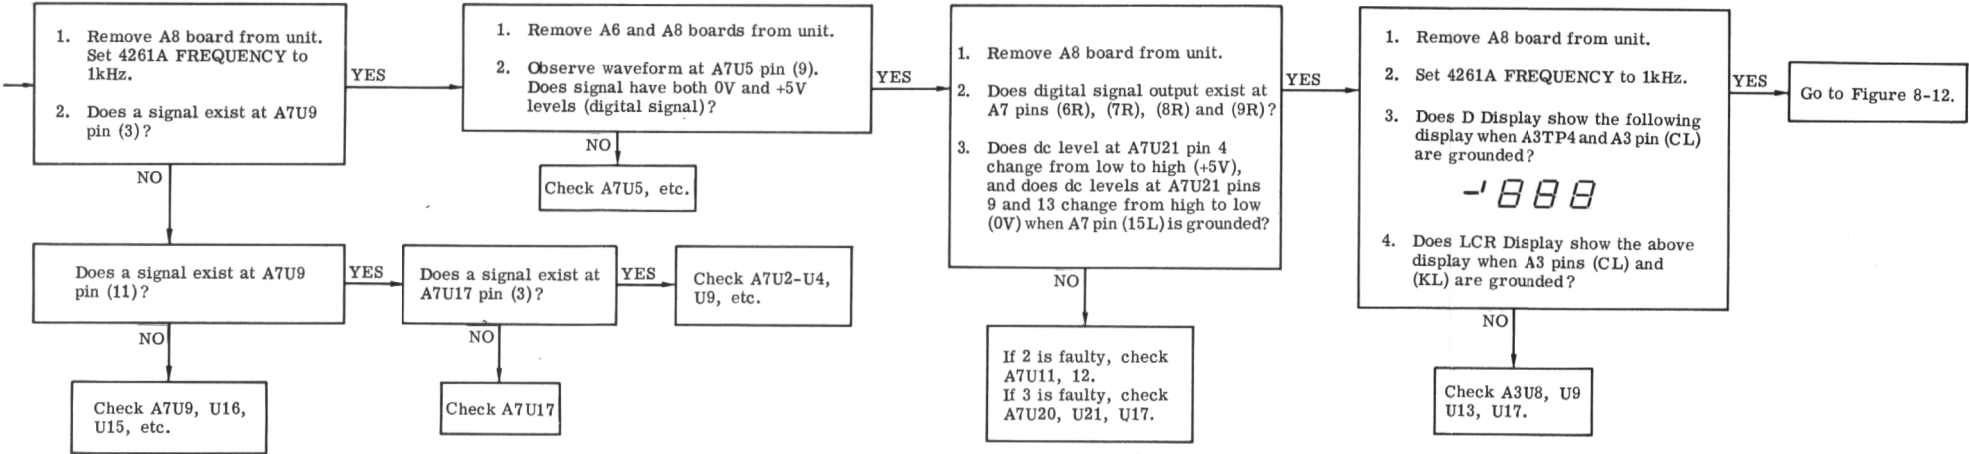 1. Remove A8 board from unit.
Set 4261A FREQUENCY to
1kHz.
2. Does a signal exist at A7U9
pin (3)?
YES
NO
1. Remove A6 and A8 boards from unit.
2. Observe waveform at A7U5 pin (9).
Does signal have both 0V and +5V
levels (digital signal)?
YES
NO
Check A7U5, etc.
1. Remove A8 board from unit.
2. Does digital signal output exist at
A7 pins (6R), (7R), (8R) and (9R)?
3. Does dc level at A7U21 pin 4
change from low to high (+5V),
and does dc levels at A7U21 pins
9 and 13 change from high to low
(0V) when A7 pin (15L) is grounded?
YES
NO
1. Remove A8 board from unit.
2. Set 4261A FREQUENCY to 1kHz.
3. Does D Display show the following
display when A3TP4 and A3 pin (CL)
are grounded?
-'888
4. Does LCR Display show the above
display when A3 pins (CL) and
(KL) are grounded?
YES
NO
Go to Figure 8-12.
Does a signal exist at A7U9
pin (11)?
YES
NO
Does a signal exist at
A7U17 pin (3)?
YES
NO
Check A7U2-U4,
U9, etc.
Check A7U9, U16,
U15, etc.
Check A7U17
If 2 is faulty, check
A7U11, 12.
If 3 is faulty, check
A7U20, U21, U17.
Check A3U8, U9
U13, U17.